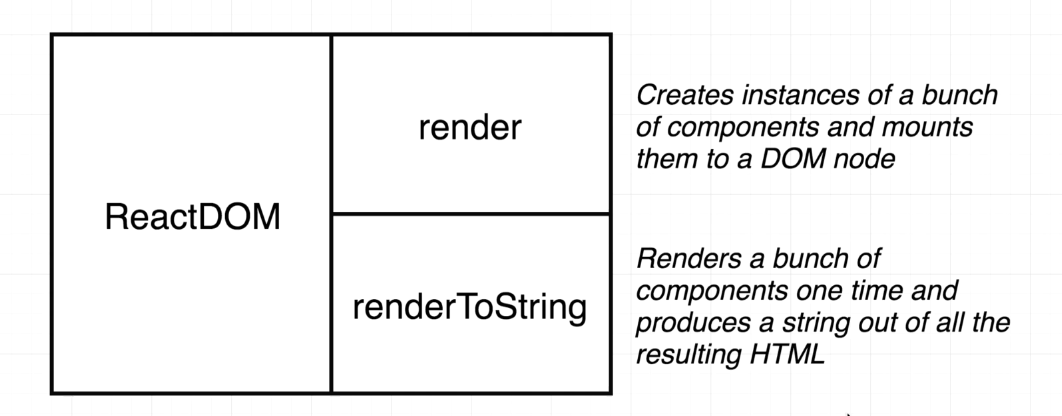 ReactDOM
render
Creates instances of a bunch
of components and mounts
them to a DOM node
renderToString
Renders a bunch of
components one time and
produces a string out of all the
resulting HTML